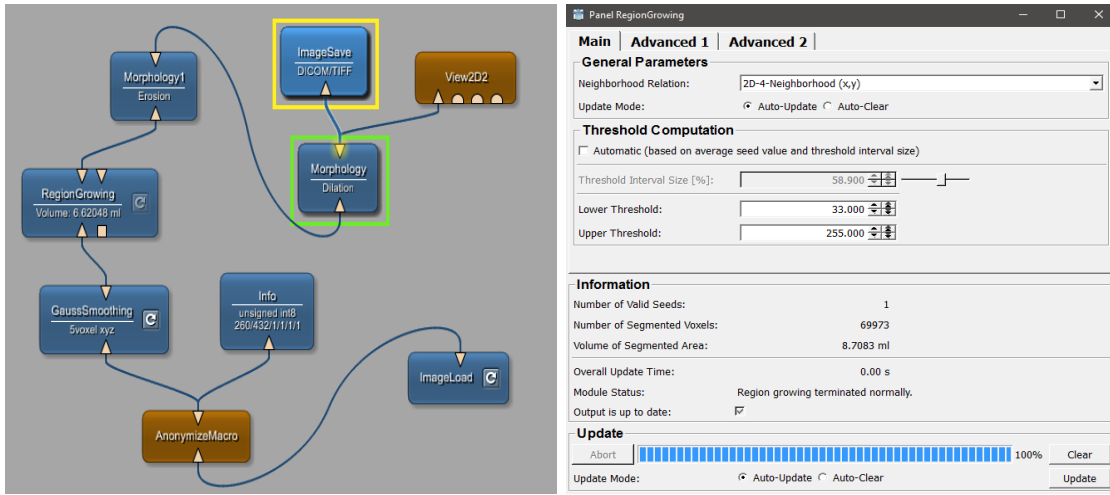 ImageSave
DICOM/TIFF
View2D2
Morphology1
Erosion
Morphology
Dilation
RegionGrowing
Volume: 6.62048 ml
GaussSmoothing
5voxel xyz
Info
unsigned int8
260/432/1/1/1/1
ImageLoad
AnonymizeMacro
Panel RegionGrowing
Main Advanced 1 Advanced 2
General Parameters
Neighborhood Relation: 2D-4-Neighborhood (x,y)
Update Mode: Auto-Update Auto-Clear
Threshold Computation
Automatic (based on average seed value and threshold interval size)
Threshold Interval Size [%]: 58.900
Lower Threshold: 33.000
Upper Threshold: 255.000
Information
Number of Valid Seeds: 1
Number of Segmented Voxels: 69973
Volume of Segmented Area: 8.7083 ml
Overall Update Time: 0.00 s
Module Status: Region growing terminated normally.
Output is up to date:
Update
Abort 100% Clear
Update Mode: Auto-Update Auto-Clear Update